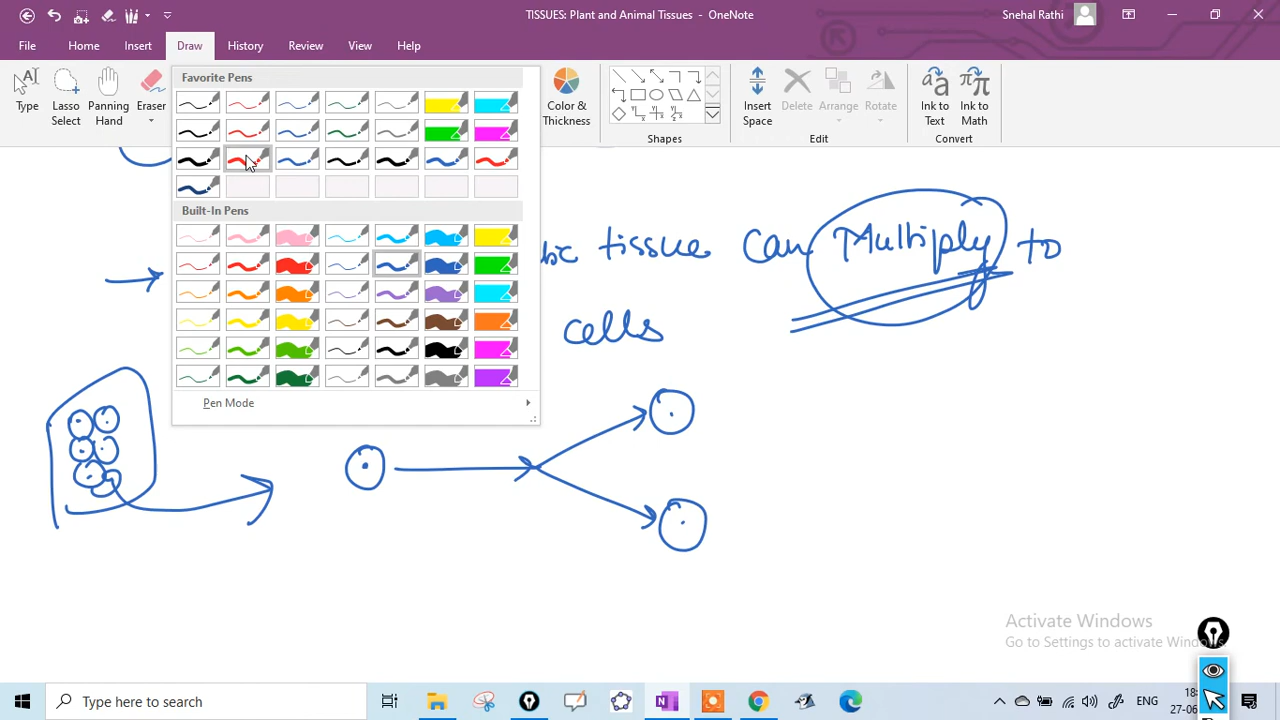 TISSUES: Plant and Animal Tissues - OneNote
Snehal Rathi
File Home Insert Draw History Review View Help
Type
Lasso Select
Panning Hand
Eraser
Favorite Pens
Built-In Pens
Pen Mode
Color & Thickness
Shapes
Insert Space
Delete
Arrange
Rotate
Edit
Ink to Text
Ink to Math
Convert
tissue can Multiply to
cells
Activate Windows
Go to Settings to activate Windows.
Type here to search
ENG